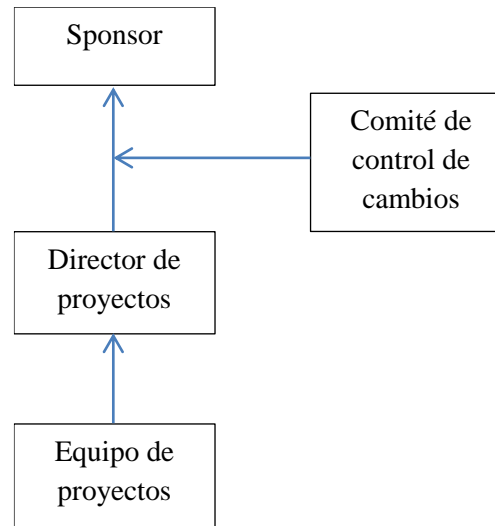 Sponsor
Comité de
control de
cambios
Director de
proyectos
Equipo de
proyectos